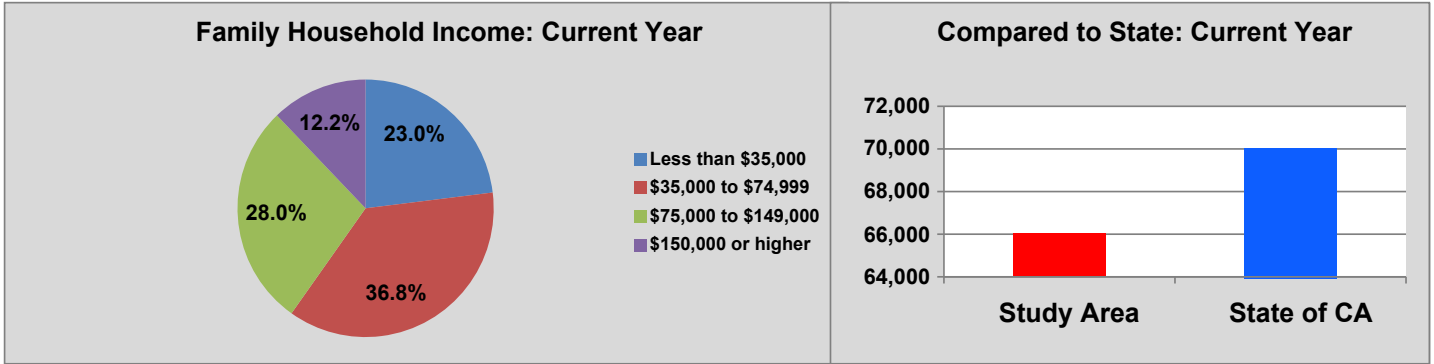 Family Household Income: Current Year
12.2%
23.0%
28.0%
36.8%
Less than $35,000
$35,000 to $74,999
$75,000 to $149,000
$150,000 or higher
Compared to State: Current Year
72,000
70,000
68,000
66,000
64,000
Study Area
State of CA